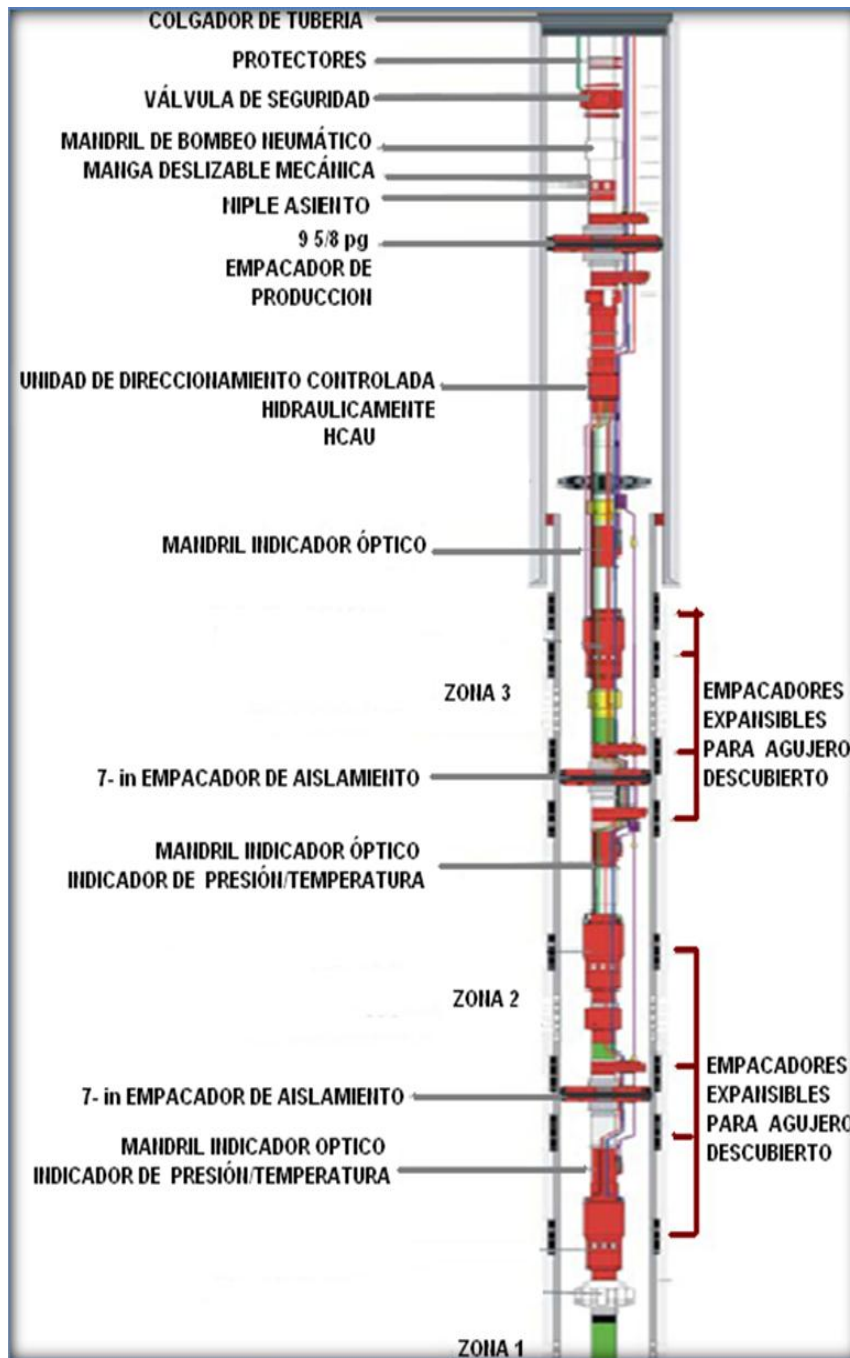 COLGADOR DE TUBERIA
PROTECTORES
VÁLVULA DE SEGURIDAD
MANDRIL DE BOMBEO NEUMÁTICO
MANGA DESLIZABLE MECÁNICA
NIPLE ASIENTO
9 5/8 pg
EMPACADOR DE
PRODUCCION
UNIDAD DE DIRECCIONAMIENTO CONTROLADA
HIDRAULICAMENTE
HCAU
MANDRIL INDICADOR ÓPTICO
ZONA 3
EMPACADORES
EXPANSIBLES
PARA AGUJERO
DESCUBIERTO
7- in EMPACADOR DE AISLAMIENTO
MANDRIL INDICADOR ÓPTICO
INDICADOR DE PRESIÓN/TEMPERATURA
ZONA 2
EMPACADORES
EXPANSIBLES
PARA AGUJERO
DESCUBIERTO
7- in EMPACADOR DE AISLAMIENTO
MANDRIL INDICADOR OPTICO
INDICADOR DE PRESIÓN/TEMPERATURA
ZONA 1